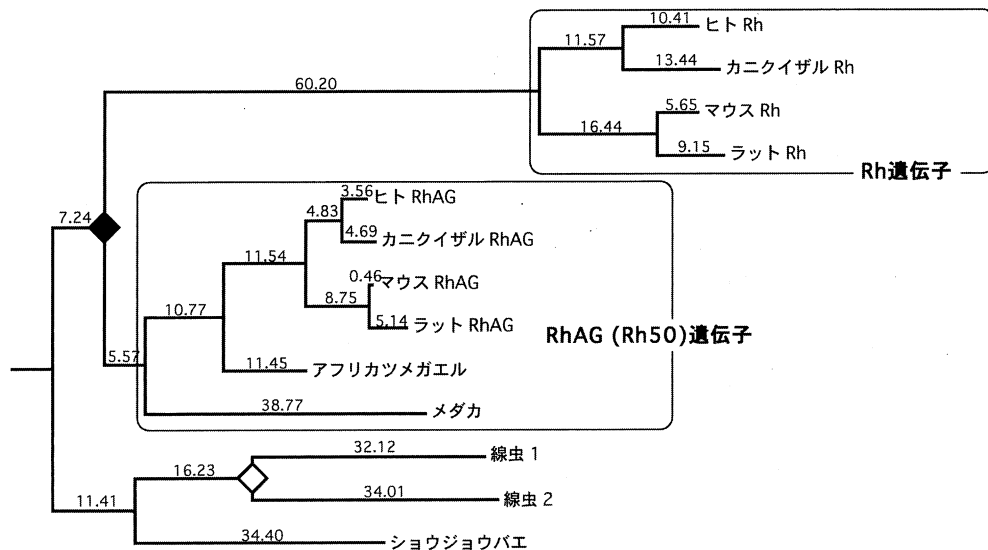 10.41 ヒト Rh
11.57
13.44 カニクイザル Rh
60.20
5.65 マウス Rh
16.44
9.15 ラット Rh
Rh遺伝子
3.56 ヒト RhAG
4.83
7.24
4.69 カニクイザル RhAG
11.54
0.46 マウス RhAG
8.75
10.77
5.14 ラット RhAG
RhAG (Rh50)遺伝子
5.57
11.45 アフリカツメガエル
38.77 メダカ
32.12 線虫 1
16.23
34.01 線虫 2
11.41
34.40 ショウジョウバエ